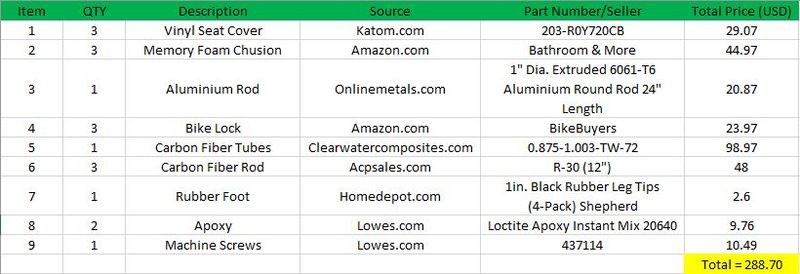 Item QTY Description Source Part Number/Seller Total Price (USD)
1 3 Vinyl Seat Cover Katom.com 203-R0Y720CB 29.07
2 3 Memory Foam Chusion Amazon.com Bathroom & More 44.97
3 1 Aluminium Rod Onlinemetals.com 1" Dia. Extruded 6061-T6
Aluminium Round Rod 24"
Length 20.87
4 3 Bike Lock Amazon.com BikeBuyers 23.97
5 1 Carbon Fiber Tubes Clearwatercomposites.com 0.875-1.003-TW-72 98.97
6 3 Carbon Fiber Rod Acpsales.com R-30 (12") 48
7 1 Rubber Foot Homedepot.com 1in. Black Rubber Leg Tips
(4-Pack) Shepherd 2.6
8 2 Apoxy Lowes.com Loctite Apoxy Instant Mix 20640 9.76
9 1 Machine Screws Lowes.com 437114 10.49
Total = 288.70